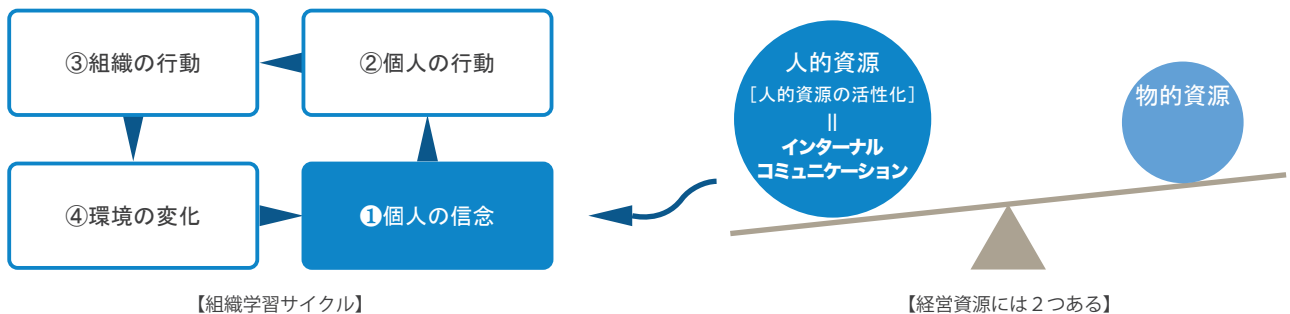 ③組織の行動
②個人の行動
④環境の変化
❶個人の信念
【組織学習サイクル】
人的資源
［人的資源の活性化］
＝
インターナル
コミュニケーション
物的資源
【経営資源には２つある】